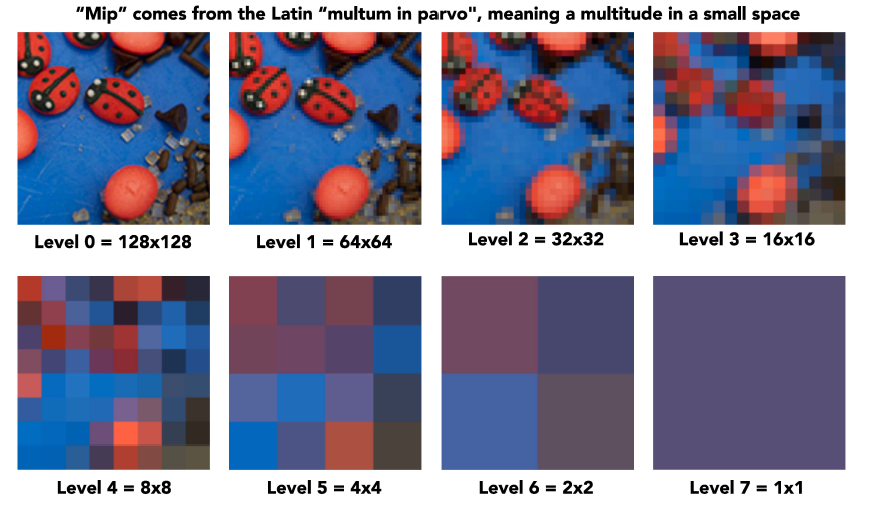 “Mip” comes from the Latin “multum in parvo", meaning a multitude in a small space
Level 0 = 128x128
Level 1 = 64x64
Level 2 = 32x32
Level 3 = 16x16
Level 4 = 8x8
Level 5 = 4x4
Level 6 = 2x2
Level 7 = 1x1